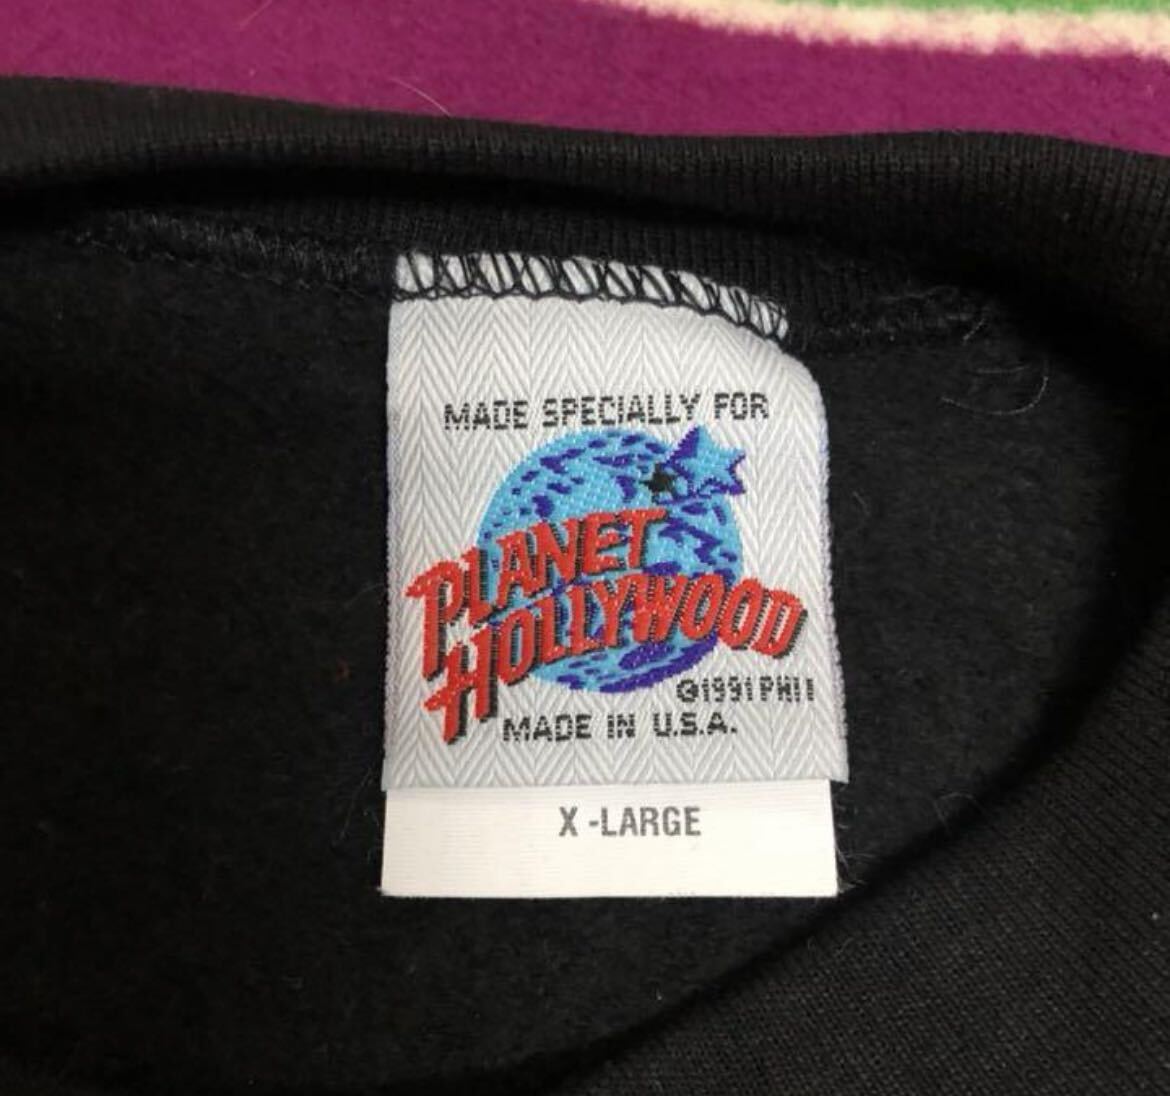 MADE SPECIALLY FOR
PLANET
HOLLYWOOD
©1991 PHII
MADE IN U.S.A.
X -LARGE